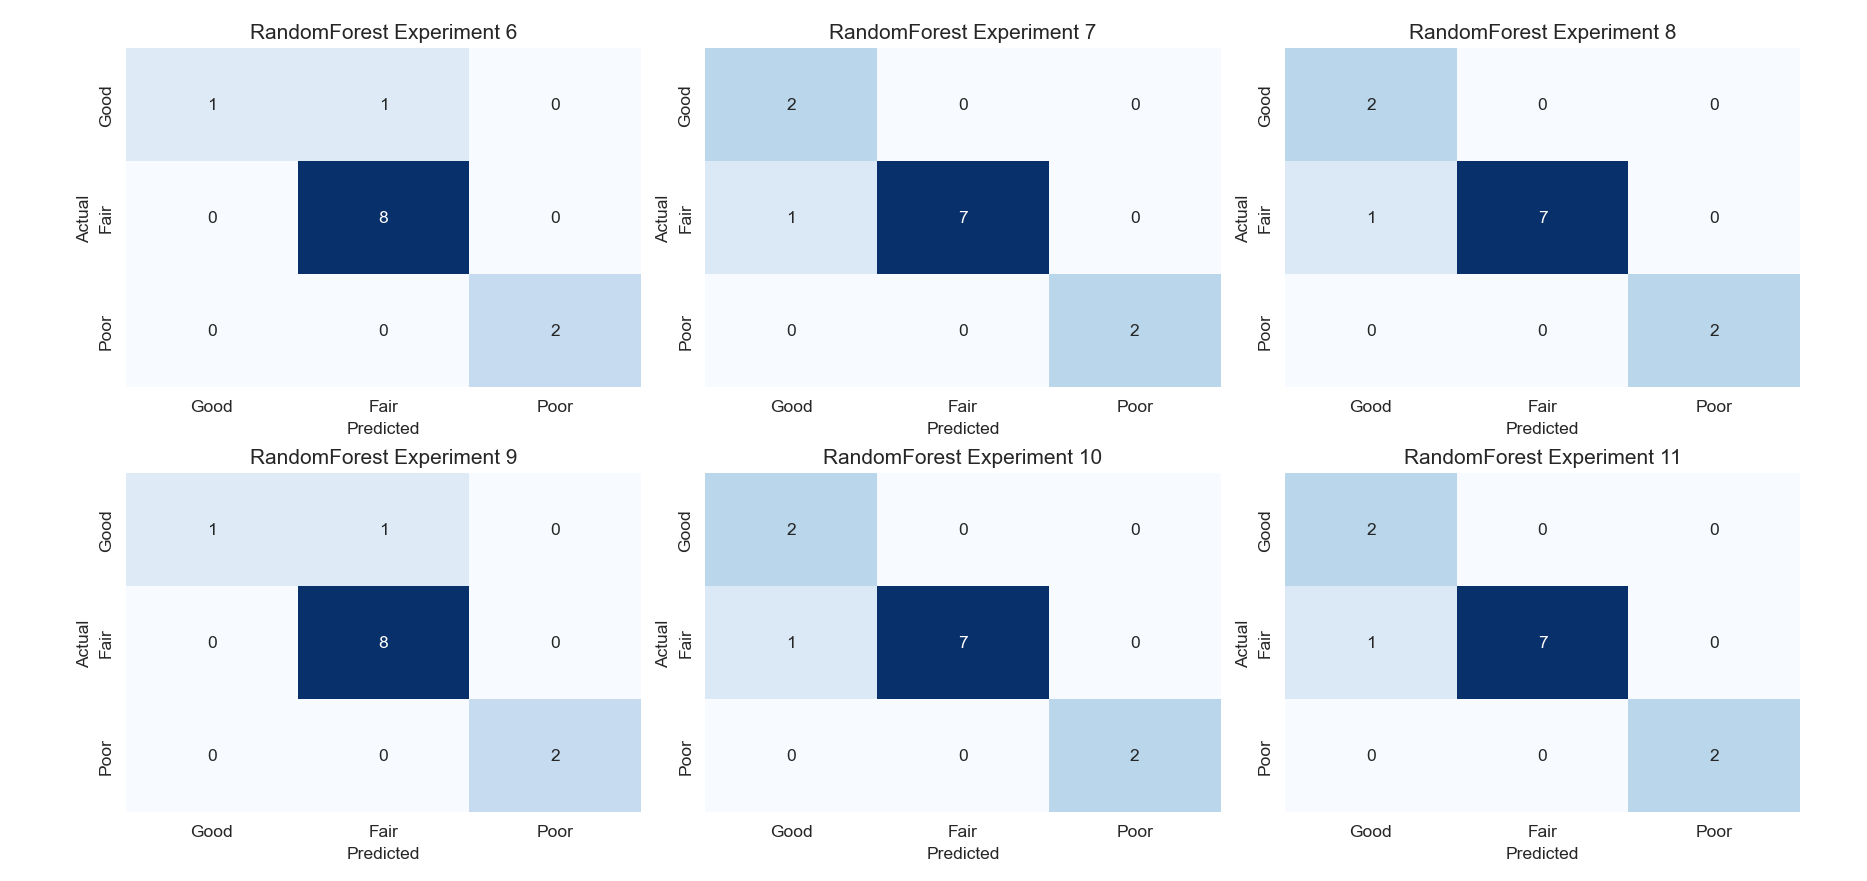 RandomForest Experiment 6
Good 1 1 0
Actual
Fair 0 8 0
Poor 0 0 2
Good Fair Poor
Predicted
RandomForest Experiment 7
Good 2 0 0
Actual
Fair 1 7 0
Poor 0 0 2
Good Fair Poor
Predicted
RandomForest Experiment 8
Good 2 0 0
Actual
Fair 1 7 0
Poor 0 0 2
Good Fair Poor
Predicted
RandomForest Experiment 9
Good 1 1 0
Actual
Fair 0 8 0
Poor 0 0 2
Good Fair Poor
Predicted
RandomForest Experiment 10
Good 2 0 0
Actual
Fair 1 7 0
Poor 0 0 2
Good Fair Poor
Predicted
RandomForest Experiment 11
Good 2 0 0
Actual
Fair 1 7 0
Poor 0 0 2
Good Fair Poor
Predicted